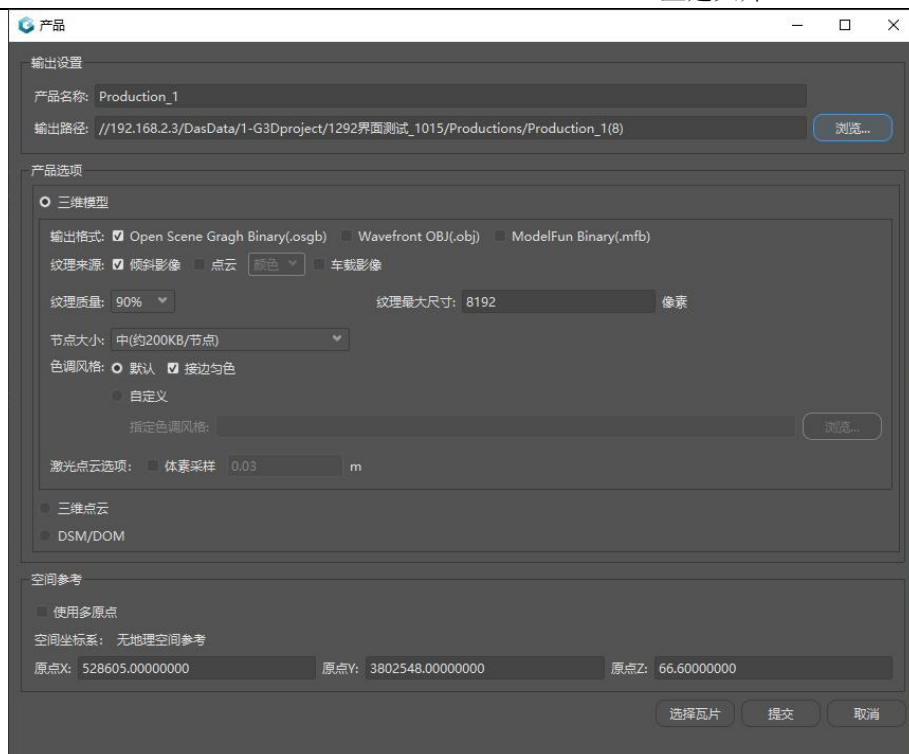 产品
输出设置
产品名称: Production_1
输出路径: //192.168.2.3/DasData/1-G3Dproject/1292界面测试_1015/Productions/Production_1(8) 浏览...
产品选项
三维模型
输出格式: Open Scene Gragh Binary(.osgb) Wavefront OBJ(.obj) ModelFun Binary(.mfb)
纹理来源: 倾斜影像 点云 颜色 车载影像
纹理质量: 90% 纹理最大尺寸: 8192 像素
节点大小: 中(约200KB/节点)
色调风格: 默认 接边匀色
自定义
指定色调风格: 浏览...
激光点云选项: 体素采样 0.03 m
三维点云
DSM/DOM
空间参考
使用多原点
空间坐标系: 无地理空间参考
原点X: 528605.00000000 原点Y: 3802548.00000000 原点Z: 66.60000000
选择瓦片 提交 取消